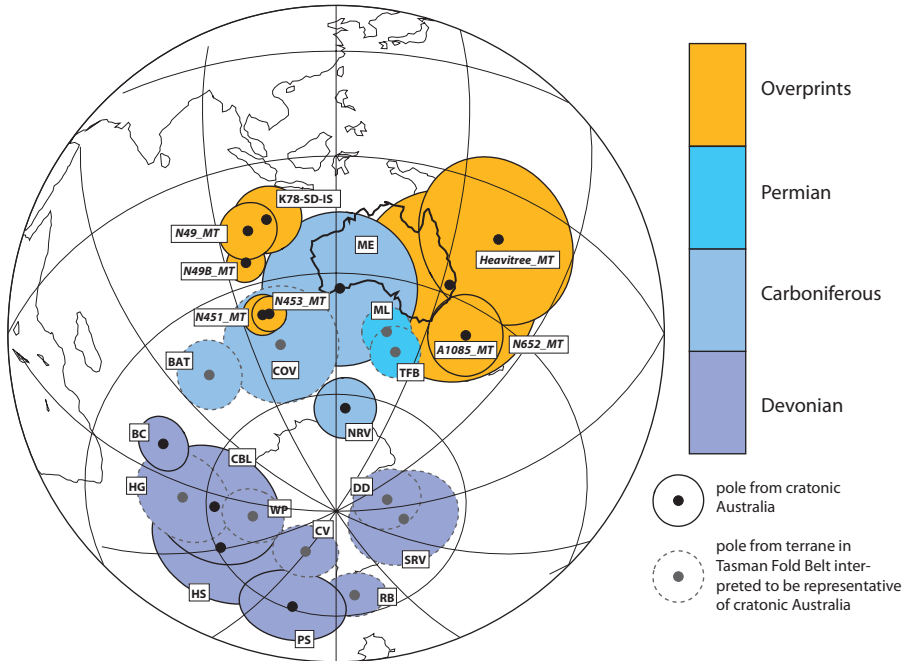 Overprints
Permian
Carboniferous
Devonian
K78-SD-IS
N49_MT
ME
Heavitree_MT
N49B_MT
N453_MT
N451_MT
ML
A1085_MT
N652_MT
BAT
COV
TFB
NRV
BC
CBL
HG
DD
WP
CV
SRV
HS
RB
PS
pole from cratonic
Australia
pole from terrane in
Tasman Fold Belt inter-
preted to be representative
of cratonic Australia